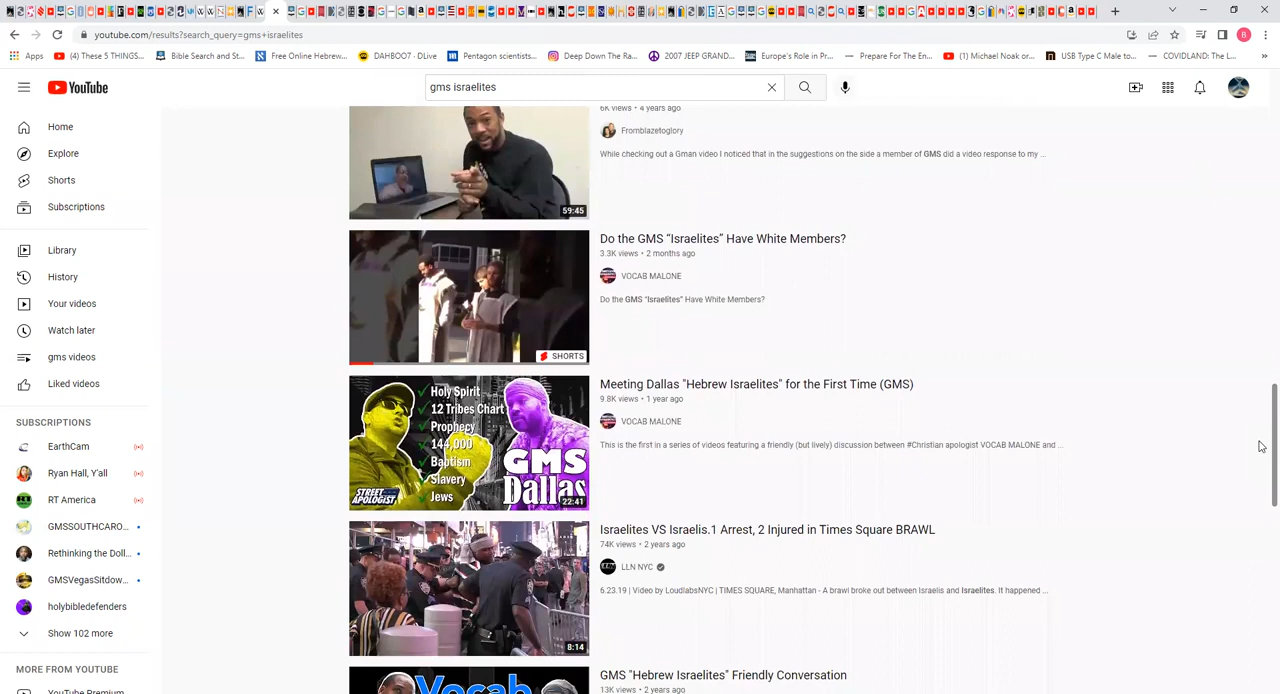 youtube.com/results?search_query=gms+israelites
Apps
(4) These 5 THINGS...
Bible Search and St...
Free Online Hebrew...
DAHBOO7 - DLive
Pentagon scientists...
Deep Down The Ra...
2007 JEEP GRAND...
Europe's Role in Pr...
Prepare For The En...
(1) Michael Noak or...
USB Type C Male to...
COVIDLAND: The L...
YouTube
gms israelites
Home
Explore
Shorts
Subscriptions
Library
History
Your videos
Watch later
gms videos
Liked videos
SUBSCRIPTIONS
EarthCam
Ryan Hall, Y'all
RT America
GMSSOUTHCARO...
Rethinking the Doll...
GMSVegasSitdow...
holybibledefenders
Show 102 more
MORE FROM YOUTUBE
YouTube Premium
6K views • 4 years ago
Fromblazetoglory
While checking out a Gman video I noticed that in the suggestions on the side a member of GMS did a video response to my ...
59:45
Do the GMS “Israelites” Have White Members?
3.3K views • 2 months ago
VOCAB MALONE
Do the GMS “Israelites” Have White Members?
SHORTS
Meeting Dallas "Hebrew Israelites" for the First Time (GMS)
9.8K views • 1 year ago
VOCAB MALONE
This is the first in a series of videos featuring a friendly (but lively) discussion between #Christian apologist VOCAB MALONE and ...
Holy Spirit
12 Tribes Chart
Prophecy
144,000
Baptism
Slavery
Jews
GMS
Dallas
STREET
APOLOGIST
22:41
Israelites VS Israelis.1 Arrest, 2 Injured in Times Square BRAWL
74K views • 2 years ago
LLN NYC
6.23.19 | Video by LoudlabsNYC | TIMES SQUARE, Manhattan - A brawl broke out between Israelis and Israelites. It happened ...
8:14
GMS "Hebrew Israelites" Friendly Conversation
13K views • 2 years ago
Vocab